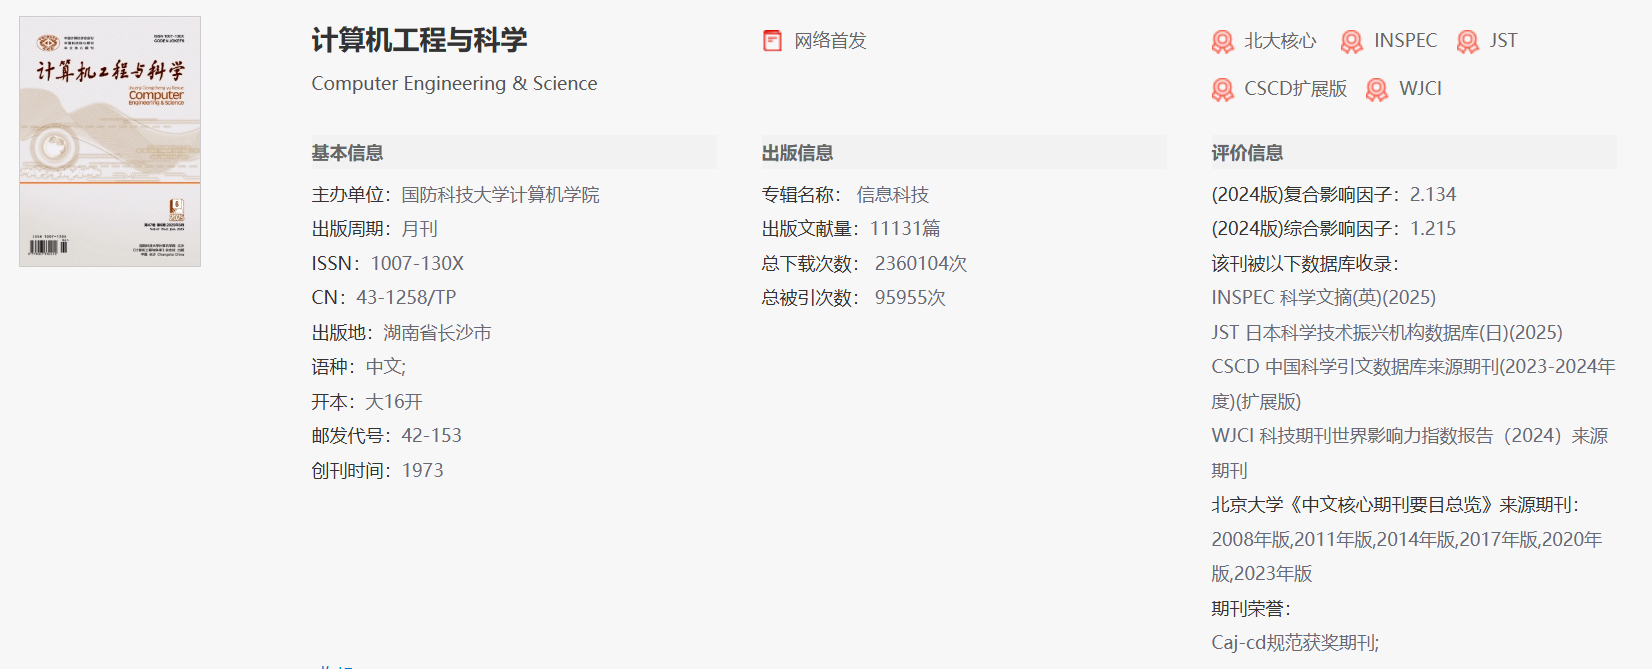 计算机工程与科学
Computer Engineering & Science
网络首发
北大核心
INSPEC
JST
CSCD扩展版
WJCI
计算机工程与科学
Computer
Engineering & Science
基本信息
主办单位：国防科技大学计算机学院
出版周期：月刊
ISSN：1007-130X
CN：43-1258/TP
出版地：湖南省长沙市
语种：中文;
开本：大16开
邮发代号：42-153
创刊时间：1973
出版信息
专辑名称：信息科技
出版文献量：11131篇
总下载次数：2360104次
总被引次数：95955次
评价信息
(2024版)复合影响因子：2.134
(2024版)综合影响因子：1.215
该刊被以下数据库收录：
INSPEC 科学文摘(英)(2025)
JST 日本科学技术振兴机构数据库(日)(2025)
CSCD 中国科学引文数据库来源期刊(2023-2024年
度)(扩展版)
WJCI 科技期刊世界影响力指数报告（2024）来源
期刊
北京大学《中文核心期刊要目总览》来源期刊：
2008年版,2011年版,2014年版,2017年版,2020年
版,2023年版
期刊荣誉：
Caj-cd规范获奖期刊;